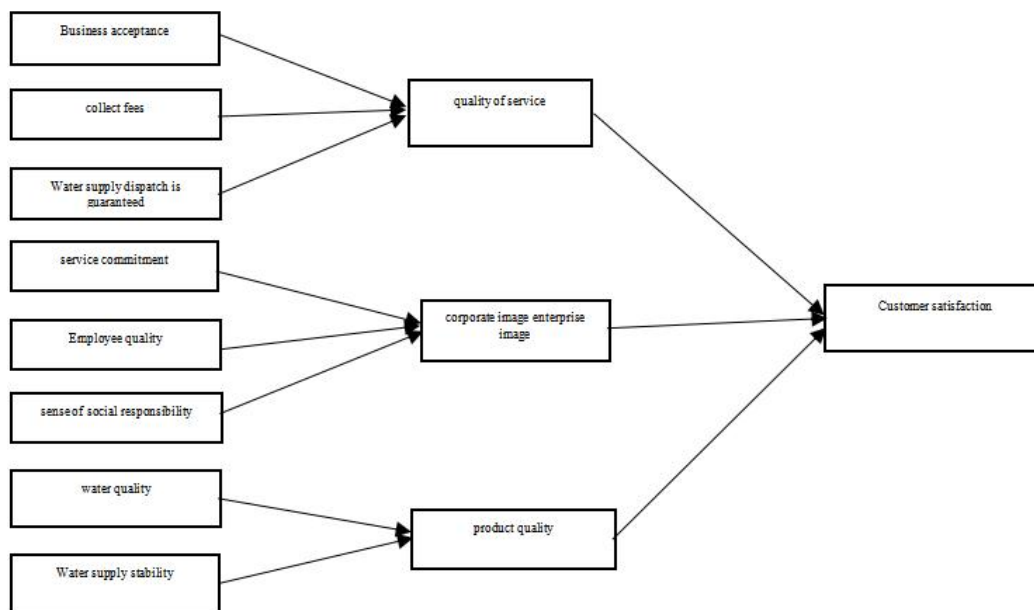 Business acceptance
collect fees
Water supply dispatch is
guaranteed
service commitment
Employee quality
sense of social responsibility
water quality
Water supply stability
quality of service
corporate image enterprise
image
product quality
Customer satisfaction